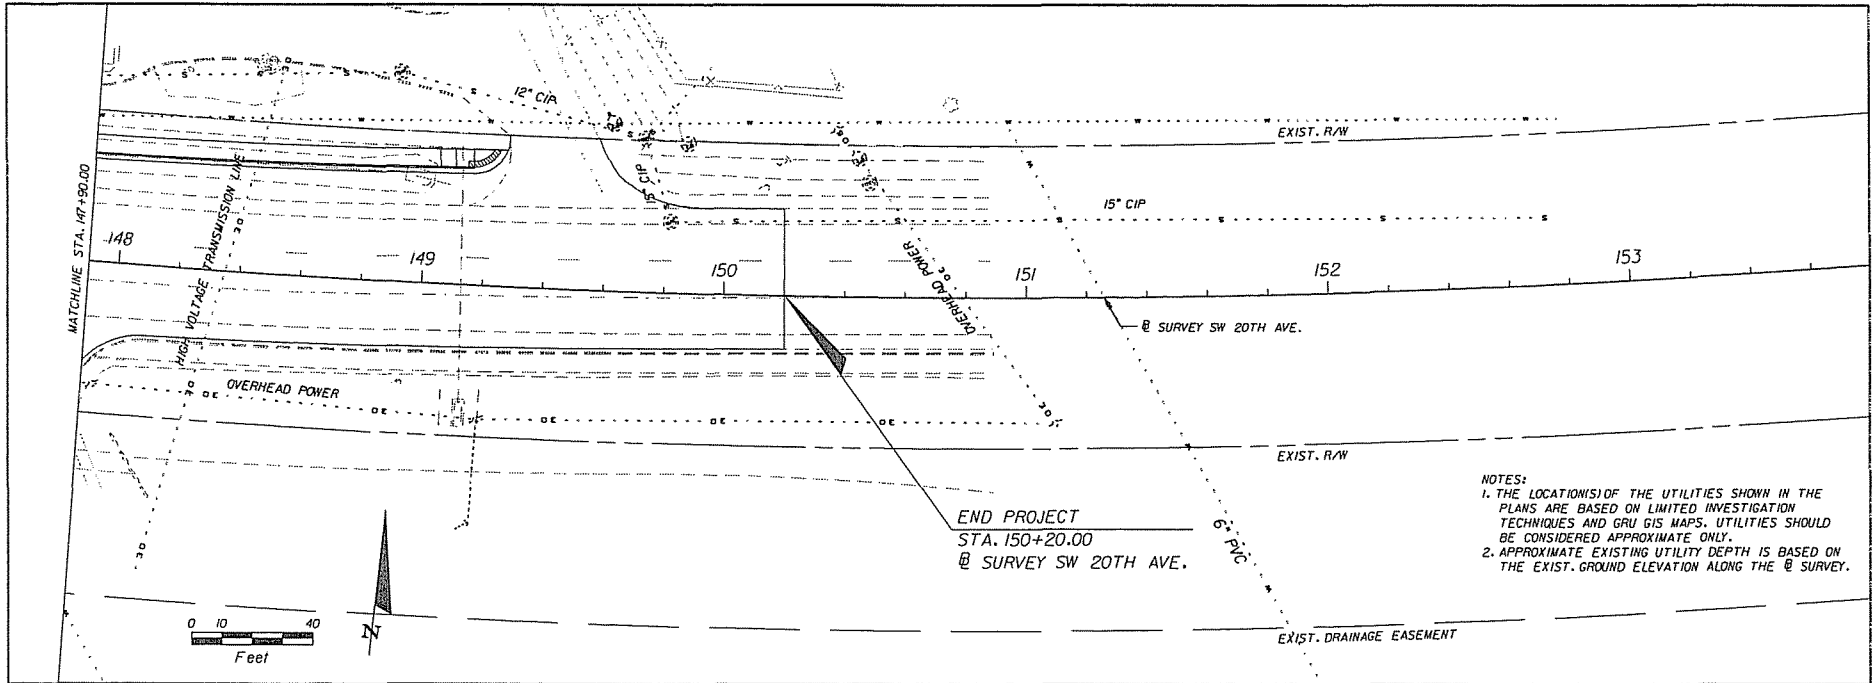 12" CIP
EXIST. R/W
MATCHLINE STA. 147+90.00
HIGH VOLTAGE TRANSMISSION LINE
15" CIP
148 149 150 151 152 153
OVERHEAD POWER
℄ SURVEY SW 20TH AVE.
OVERHEAD POWER
EXIST. R/W
END PROJECT
STA. 150+20.00
℄ SURVEY SW 20TH AVE.
6" PVC
NOTES:
1. THE LOCATION(S) OF THE UTILITIES SHOWN IN THE
PLANS ARE BASED ON LIMITED INVESTIGATION
TECHNIQUES AND GRU GIS MAPS. UTILITIES SHOULD
BE CONSIDERED APPROXIMATE ONLY.
2. APPROXIMATE EXISTING UTILITY DEPTH IS BASED ON
THE EXIST. GROUND ELEVATION ALONG THE ℄ SURVEY.
0 10 40
Feet
N
EXIST. DRAINAGE EASEMENT